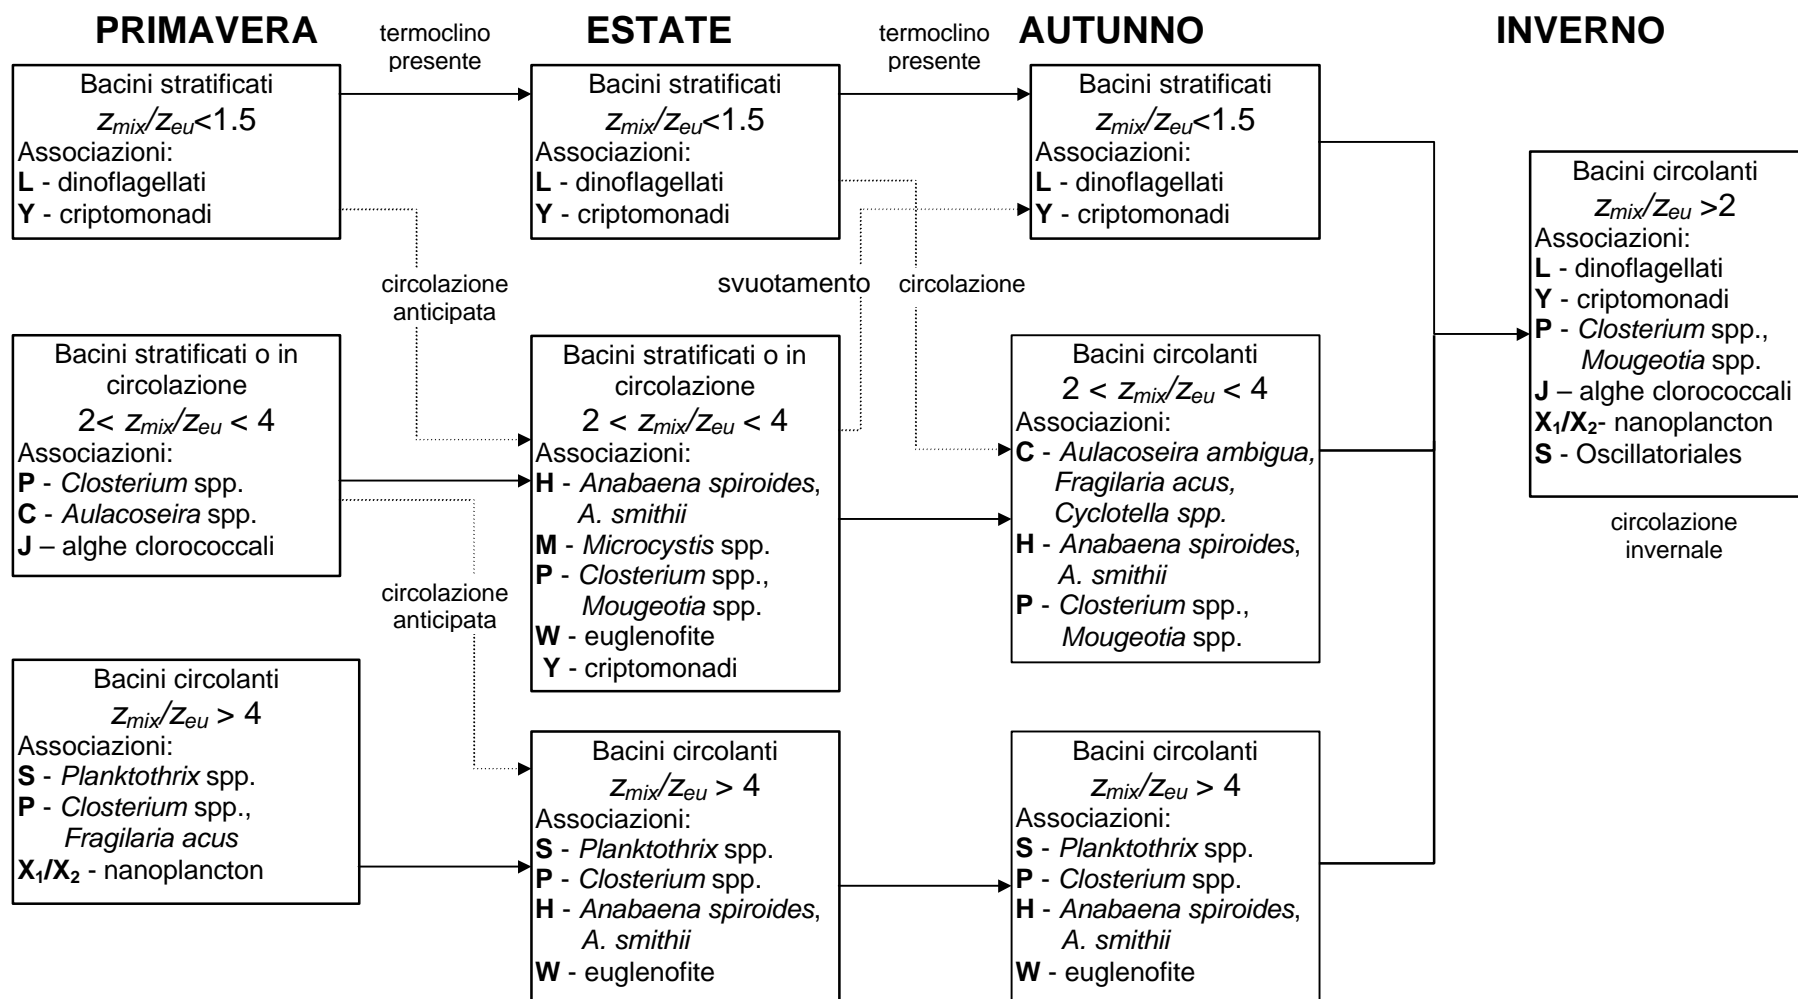 PRIMAVERA
termoclino
presente
ESTATE
termoclino
presente
AUTUNNO
INVERNO
Bacini stratificati
zmix/zeu<1.5
Associazioni:
L - dinoflagellati
Y - criptomonadi
Bacini stratificati
zmix/zeu<1.5
Associazioni:
L - dinoflagellati
Y - criptomonadi
Bacini stratificati
zmix/zeu<1.5
Associazioni:
L - dinoflagellati
Y - criptomonadi
Bacini circolanti
zmix/zeu >2
Associazioni:
L - dinoflagellati
Y - criptomonadi
P - Closterium spp.,
Mougeotia spp.
J – alghe clorococcali
X1/X2- nanoplancton
S - Oscillatoriales
circolazione
invernale
circolazione
anticipata
svuotamento
circolazione
Bacini stratificati o in
circolazione
2< zmix/zeu < 4
Associazioni:
P - Closterium spp.
C - Aulacoseira spp.
J – alghe clorococcali
Bacini stratificati o in
circolazione
2 < zmix/zeu < 4
Associazioni:
H - Anabaena spiroides,
A. smithii
M - Microcystis spp.
P - Closterium spp.,
Mougeotia spp.
W - euglenofite
Y - criptomonadi
Bacini circolanti
2 < zmix/zeu < 4
Associazioni:
C - Aulacoseira ambigua,
Fragilaria acus,
Cyclotella spp.
H - Anabaena spiroides,
A. smithii
P - Closterium spp.,
Mougeotia spp.
circolazione
anticipata
Bacini circolanti
zmix/zeu > 4
Associazioni:
S - Planktothrix spp.
P - Closterium spp.,
Fragilaria acus
X1/X2 - nanoplancton
Bacini circolanti
zmix/zeu > 4
Associazioni:
S - Planktothrix spp.
P - Closterium spp.
H - Anabaena spiroides,
A. smithii
W - euglenofite
Bacini circolanti
zmix/zeu > 4
Associazioni:
S - Planktothrix spp.
P - Closterium spp.
H - Anabaena spiroides,
A. smithii
W - euglenofite